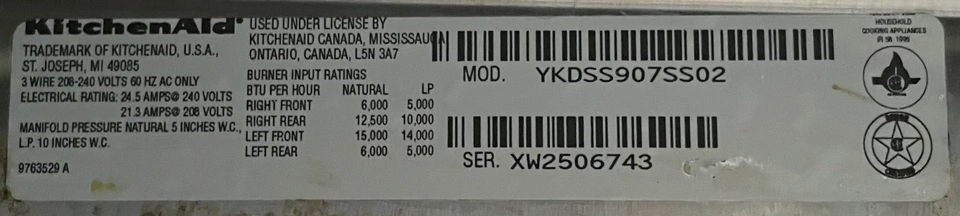 KitchenAid®
TRADEMARK OF KITCHENAID, U.S.A.,
ST. JOSEPH, MI 49085
3 WIRE 208-240 VOLTS 60 HZ AC ONLY
ELECTRICAL RATING: 24.5 AMPS@ 240 VOLTS
21.3 AMPS@ 208 VOLTS
MANIFOLD PRESSURE NATURAL 5 INCHES W.C.,
L.P. 10 INCHES W.C.
9763529 A
USED UNDER LICENSE BY
KITCHENAID CANADA, MISSISSAUGA
ONTARIO, CANADA, L5N 3A7
BURNER INPUT RATINGS
BTU PER HOUR NATURAL LP
RIGHT FRONT 6,000 5,000
RIGHT REAR 12,500 10,000
LEFT FRONT 15,000 14,000
LEFT REAR 6,000 5,000
MOD. YKDSS907SS02
SER. XW2506743
HOUSEHOLD
COOKING APPLIANCES